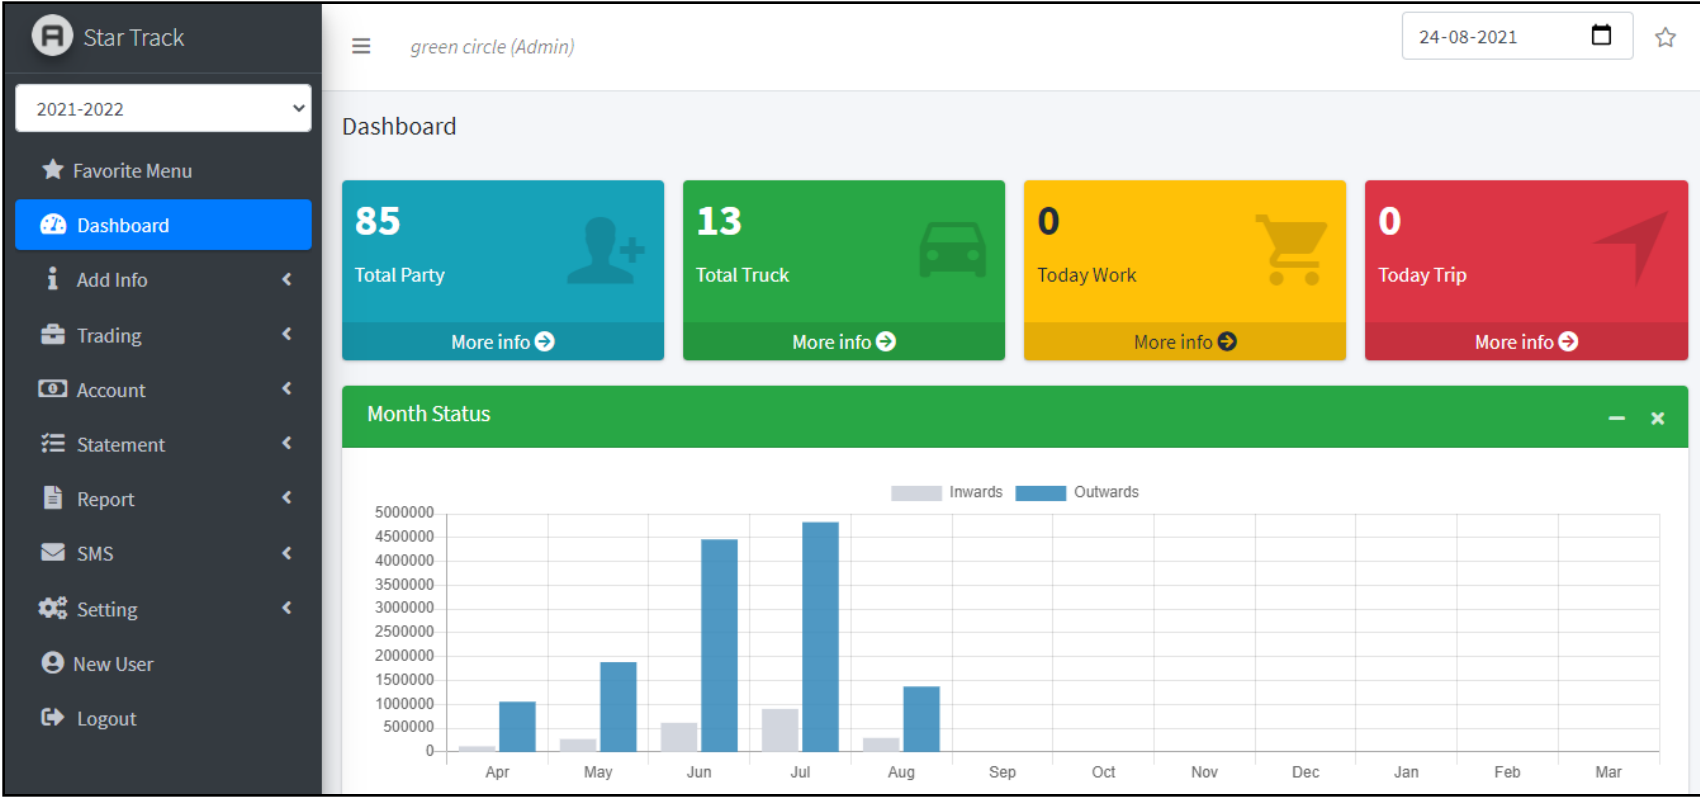 Star Track
green circle (Admin)
24-08-2021
2021-2022
Favorite Menu
Dashboard
Add Info
Trading
Account
Statement
Report
SMS
Setting
New User
Logout
Dashboard
85
Total Party
More info
13
Total Truck
More info
0
Today Work
More info
0
Today Trip
More info
Month Status
Inwards Outwards
5000000
4500000
4000000
3500000
3000000
2500000
2000000
1500000
1000000
500000
0
Apr May Jun Jul Aug Sep Oct Nov Dec Jan Feb Mar